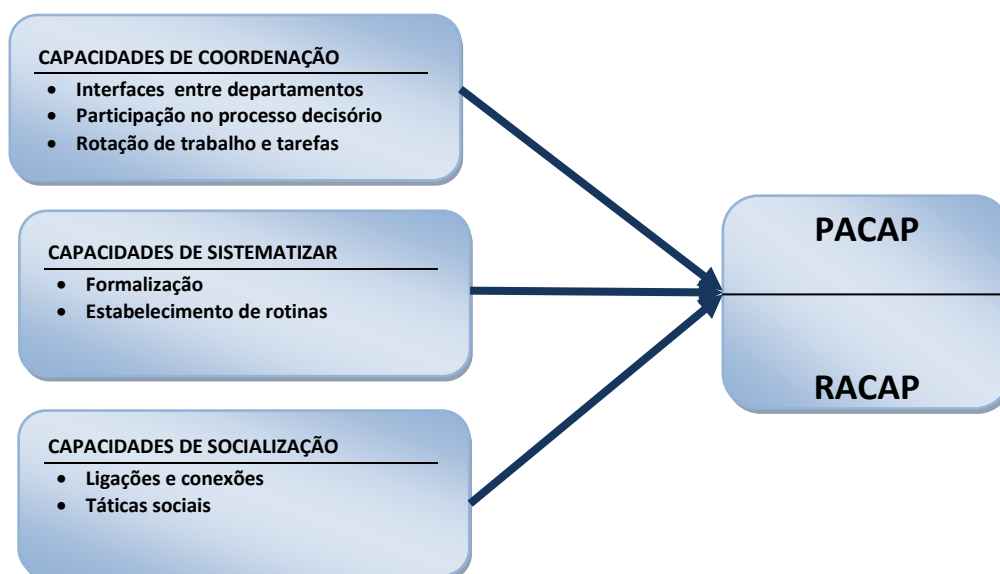 CAPACIDADES DE COORDENAÇÃO
• Interfaces entre departamentos
• Participação no processo decisório
• Rotação de trabalho e tarefas
CAPACIDADES DE SISTEMATIZAR
• Formalização
• Estabelecimento de rotinas
CAPACIDADES DE SOCIALIZAÇÃO
• Ligações e conexões
• Táticas sociais
PACAP
RACAP